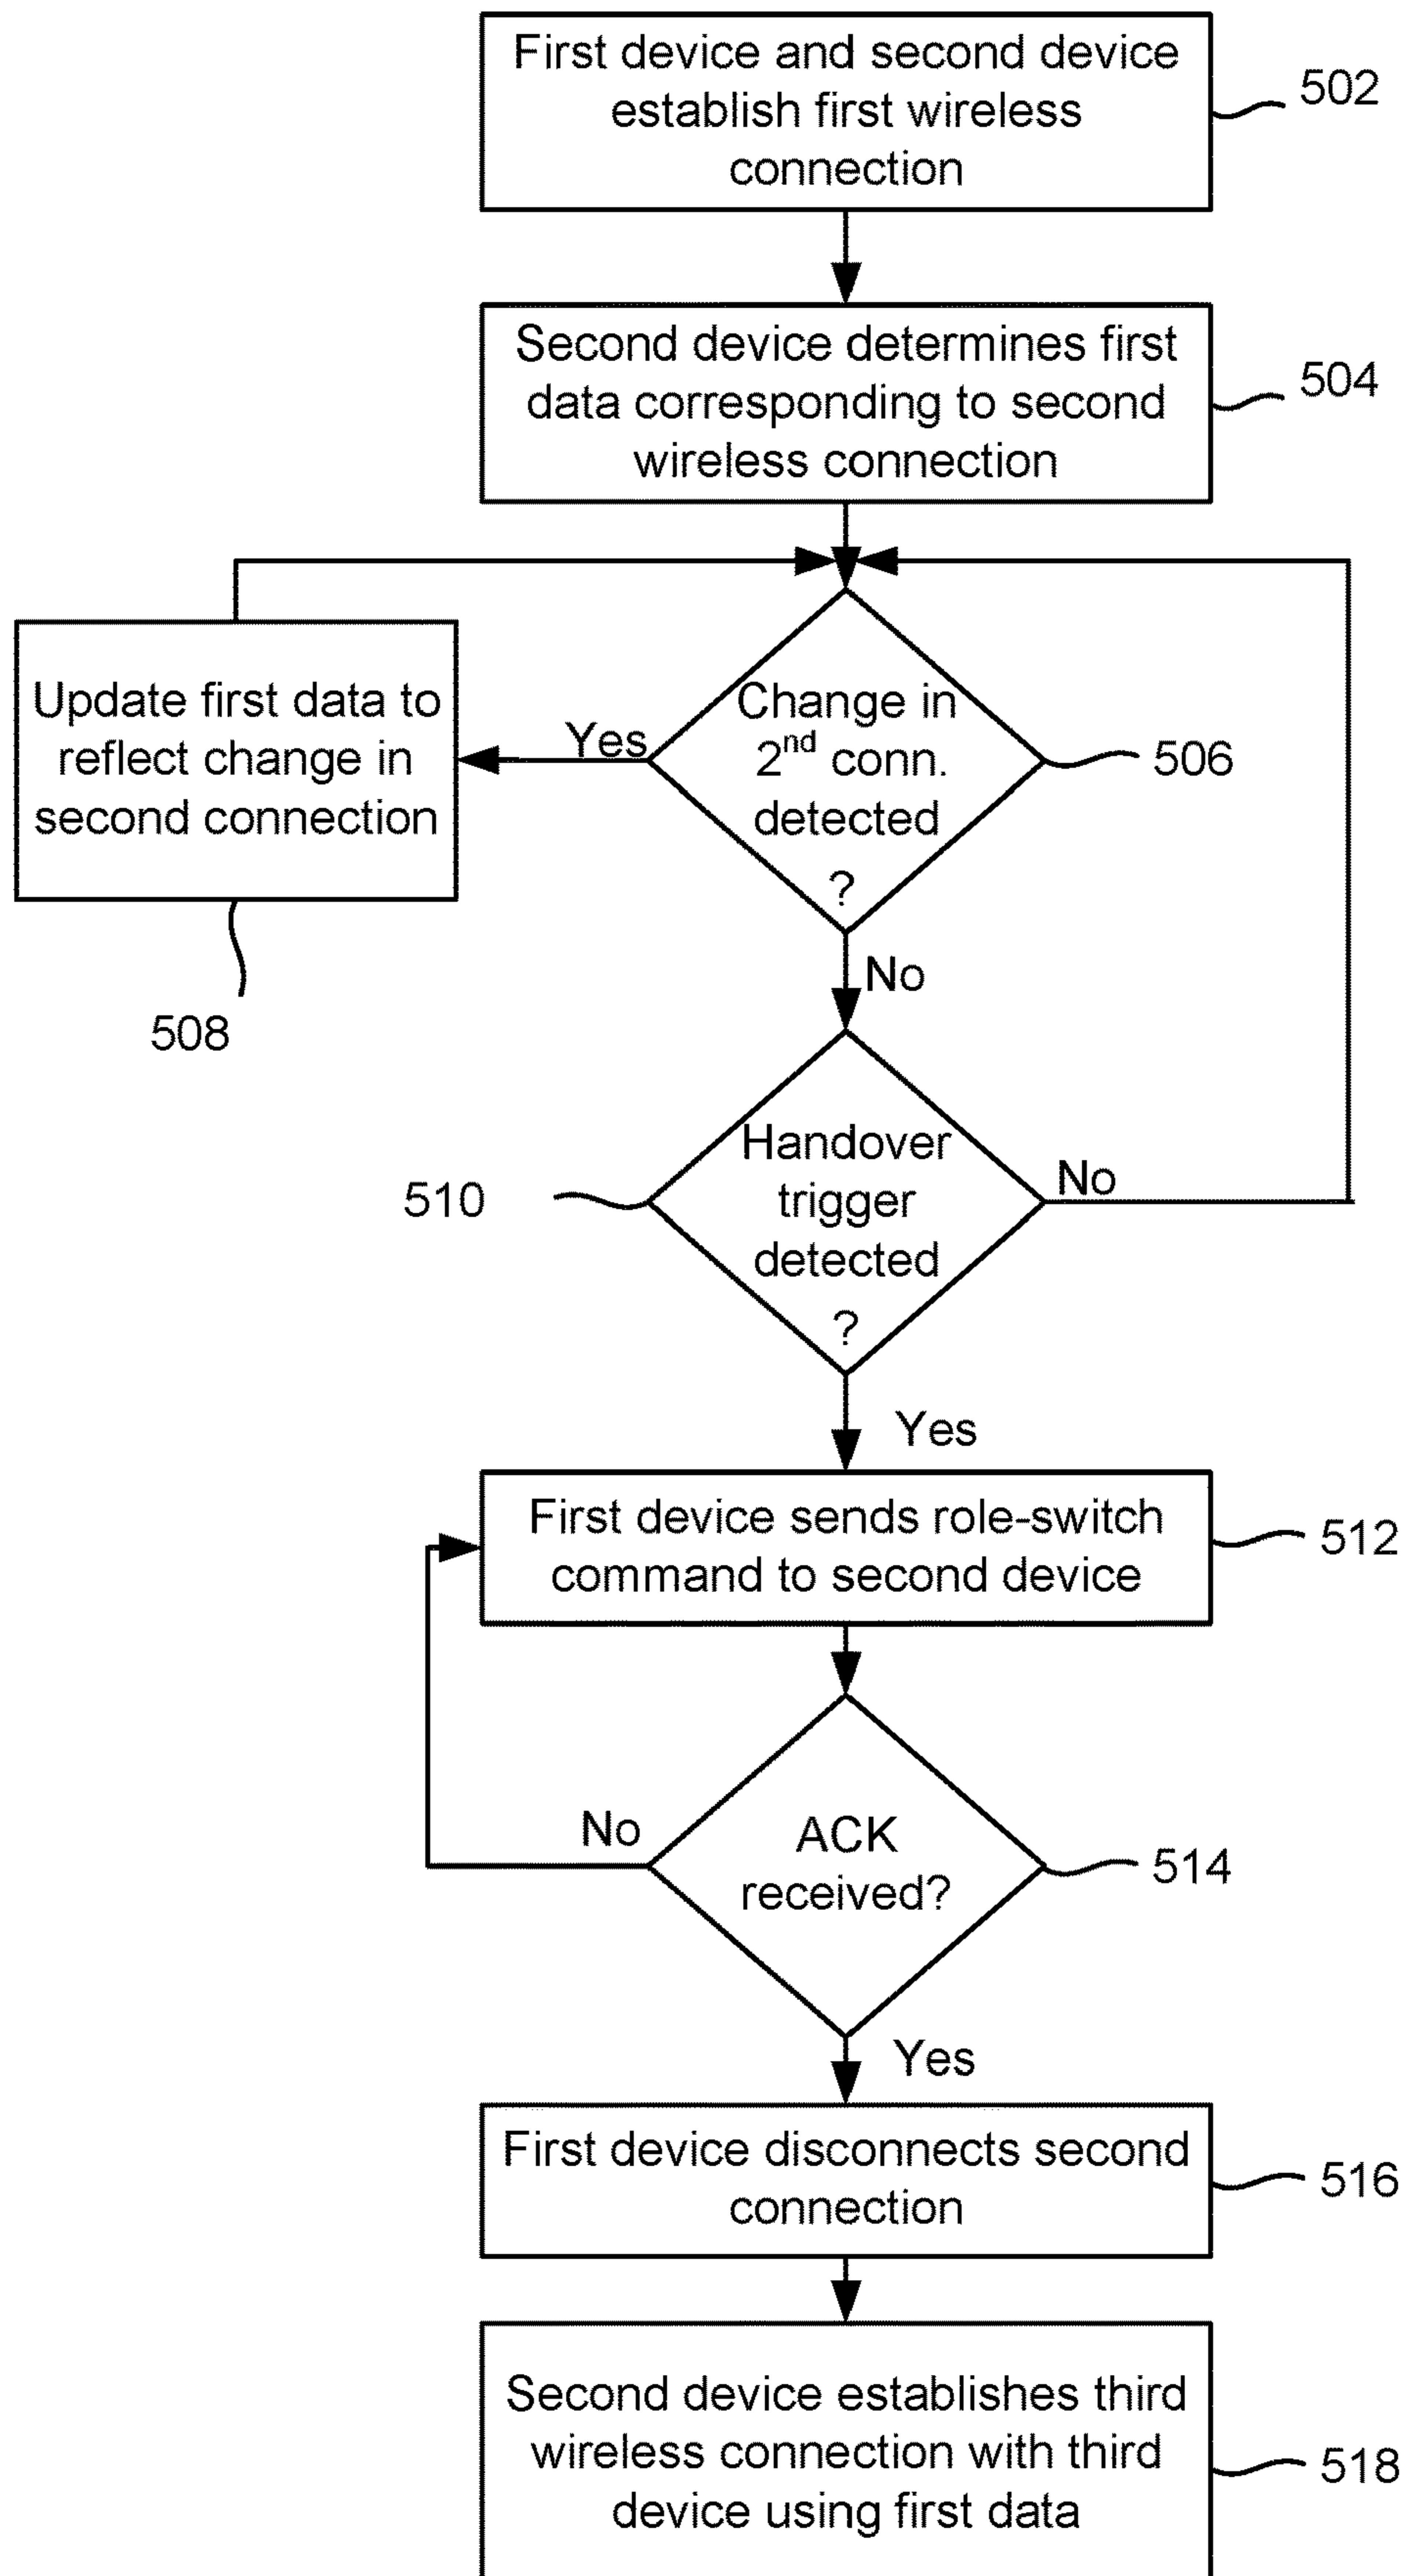 First device and second device
establish first wireless
connection
502
Second device determines first
data corresponding to second
wireless connection
504
Update first data to
reflect change in
second connection
508
Yes
Change in
2nd conn.
detected
?
506
No
Handover
trigger
detected
?
510
No
Yes
First device sends role-switch
command to second device
512
No
ACK
received?
514
Yes
First device disconnects second
connection
516
Second device establishes third
wireless connection with third
device using first data
518